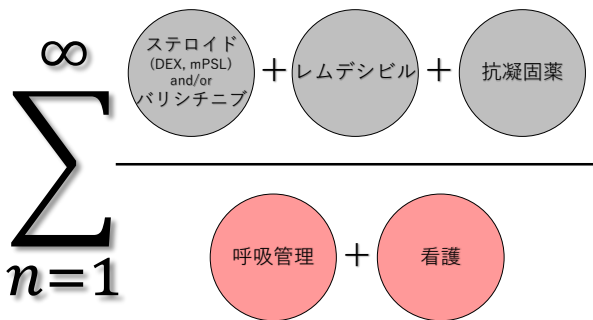 ∞
∑
n=1
ステロイド
(DEX, mPSL)
and/or
バリシチニブ
+
レムデシビル
+
抗凝固薬
呼吸管理
+
看護